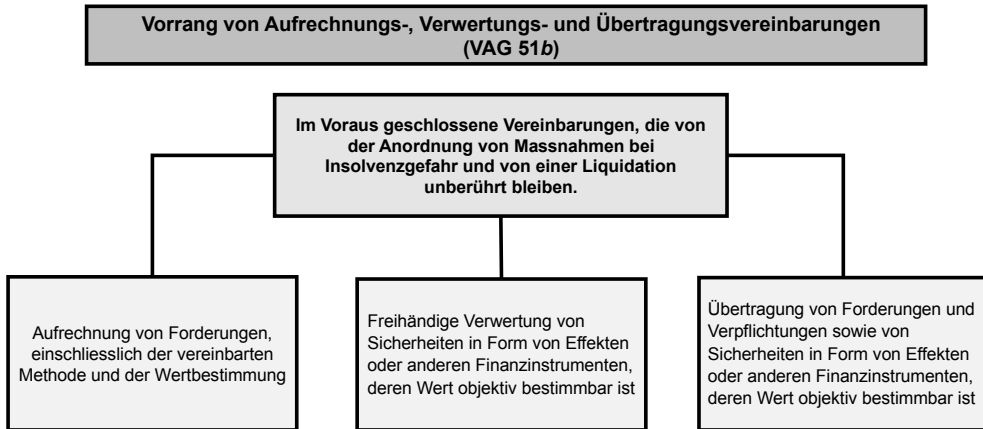 Vorrang von Aufrechnungs-, Verwertungs- und Übertragungsvereinbarungen
(VAG 51b)
Im Voraus geschlossene Vereinbarungen, die von
der Anordnung von Massnahmen bei
Insolvenzgefahr und von einer Liquidation
unberührt bleiben.
Aufrechnung von Forderungen,
einschliesslich der vereinbarten
Methode und der Wertbestimmung
Freihändige Verwertung von
Sicherheiten in Form von Effekten
oder anderen Finanzinstrumenten,
deren Wert objektiv bestimmbar ist
Übertragung von Forderungen und
Verpflichtungen sowie von
Sicherheiten in Form von Effekten
oder anderen Finanzinstrumenten,
deren Wert objektiv bestimmbar ist